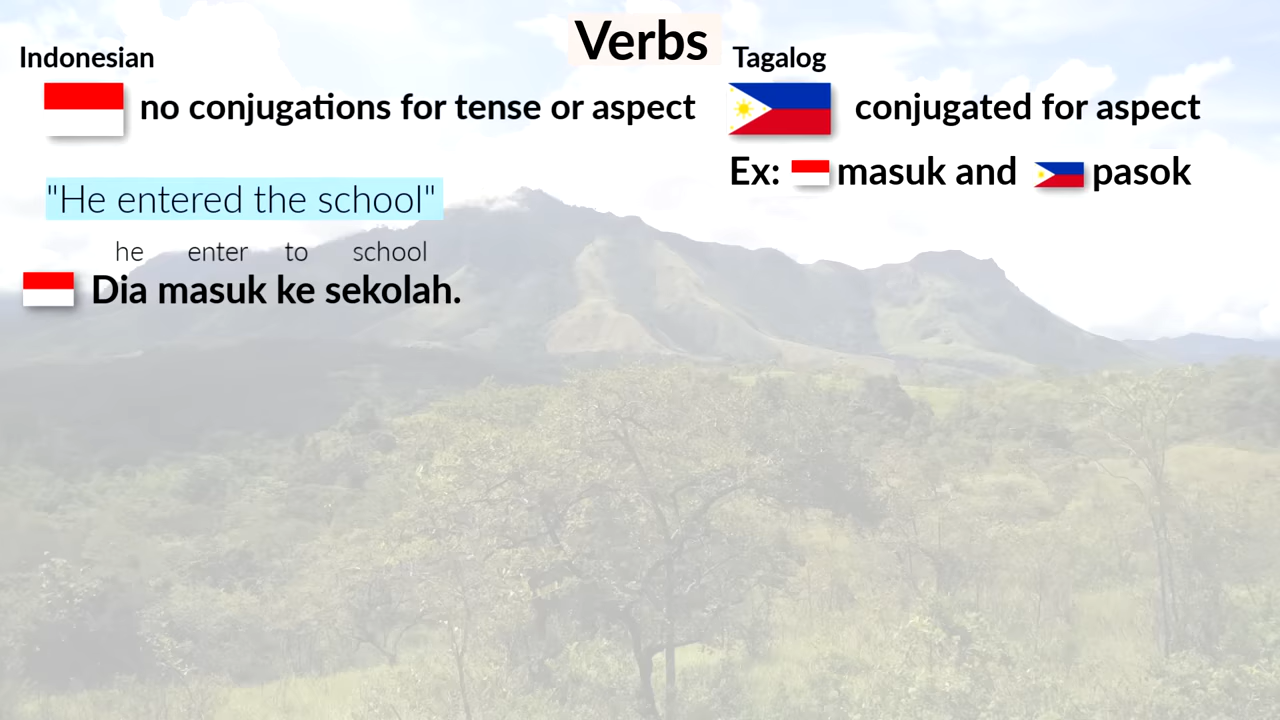 Verbs
Indonesian
no conjugations for tense or aspect
"He entered the school"
he enter to school
Dia masuk ke sekolah.
Tagalog
conjugated for aspect
Ex: masuk and pasok